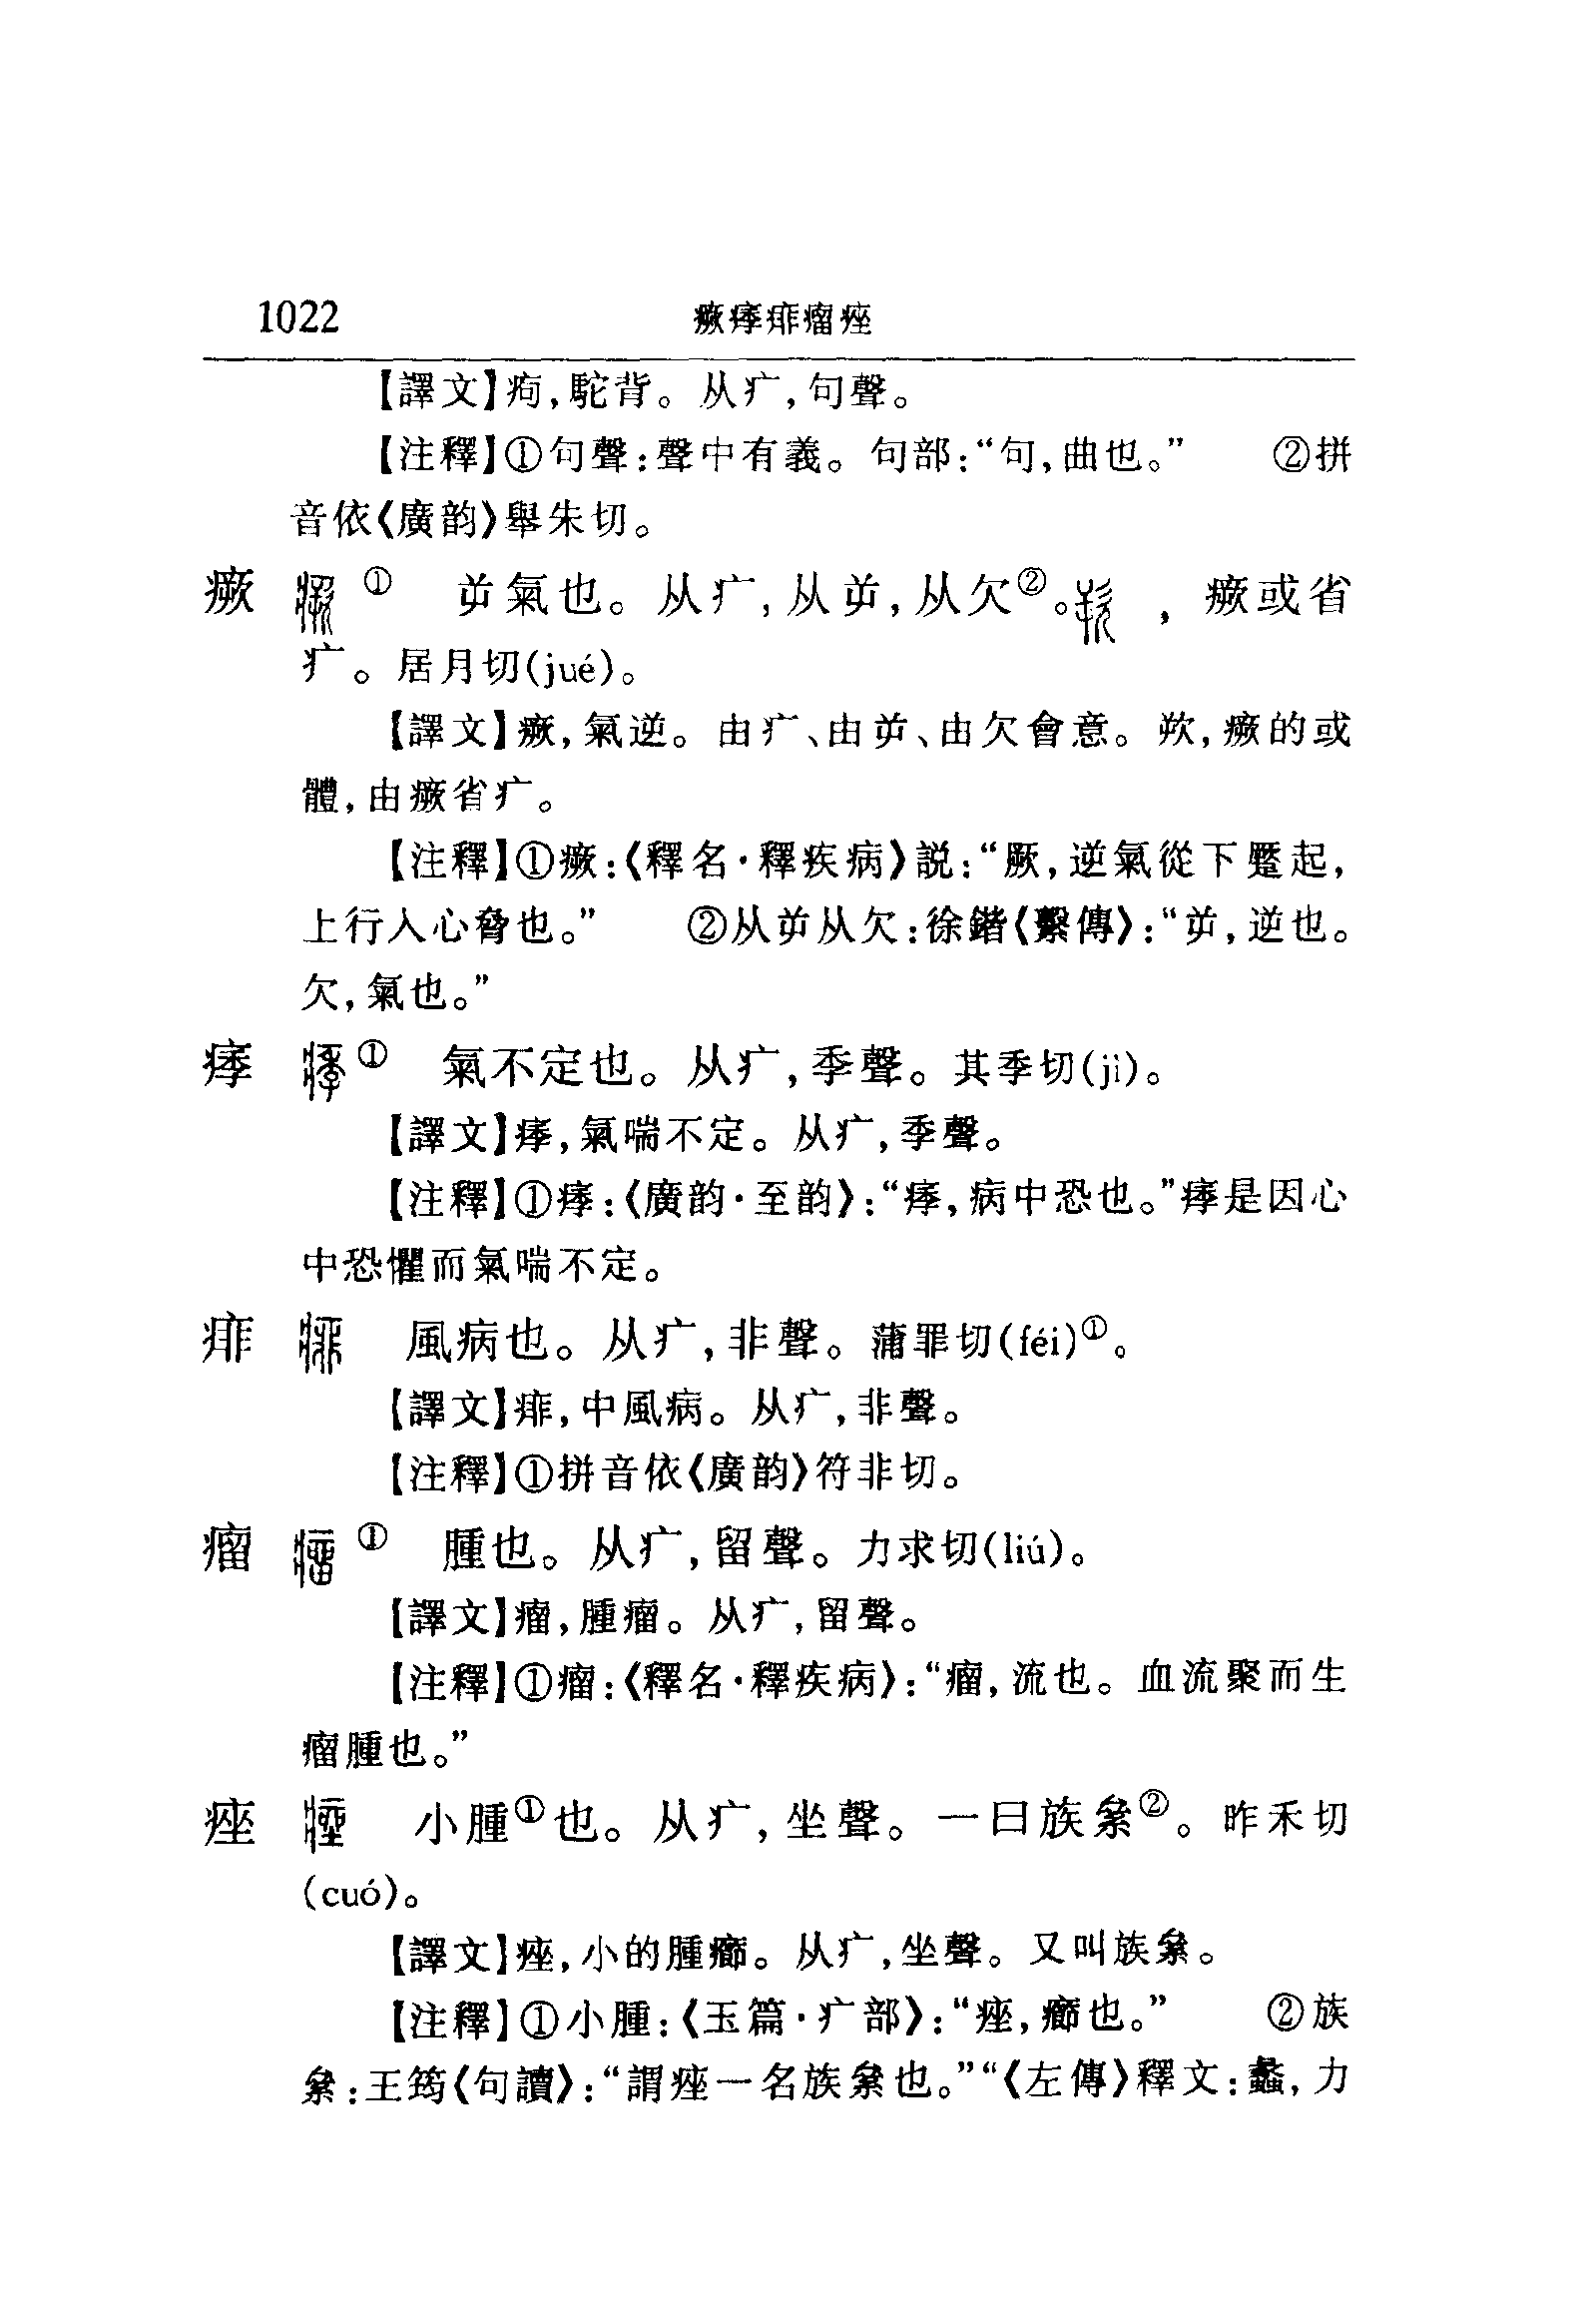 1022 瘚痵痱瘤痤
【譯文】痀,駝背。从疒,句聲。
【注釋】①句聲:聲中有義。句部:“句,曲也。” ②拼
音依《廣韵》舉朱切。
瘚 ① 屰氣也。从疒,从屰,从欠②。 ,瘚或省
疒。居月切(jué)。
【譯文】瘚,氣逆。由疒、由屰、由欠會意。欮,瘚的或
體,由瘚省疒。
【注釋】①瘚:《釋名·釋疾病》説:“厥,逆氣從下蹷起,
上行入心脅也。” ②从屰从欠:徐鍇《繫傳》:“屰,逆也。
欠,氣也。”
痵 ① 氣不定也。从疒,季聲。其季切(jì)。
【譯文】痵,氣喘不定。从疒,季聲。
【注釋】①痵:《廣韵·至韵》:“痵,病中恐也。”痵是因心
中恐懼而氣喘不定。
痱 風病也。从疒,非聲。蒲罪切(féi)①。
【譯文】痱,中風病。从疒,非聲。
【注釋】①拼音依《廣韵》符非切。
瘤 ① 腫也。从疒,留聲。力求切(liú)。
【譯文】瘤,腫瘤。从疒,留聲。
【注釋】①瘤:《釋名·釋疾病》:“瘤,流也。血流聚而生
瘤腫也。”
痤 小腫①也。从疒,坐聲。一曰族絫②。昨禾切
(cuó)。
【譯文】痤,小的腫癤。从疒,坐聲。又叫族絫。
【注釋】①小腫:《玉篇·疒部》:“痤,癤也。” ②族
絫:王筠《句讀》:“謂痤一名族絫也。”“《左傳》釋文:蠡,力